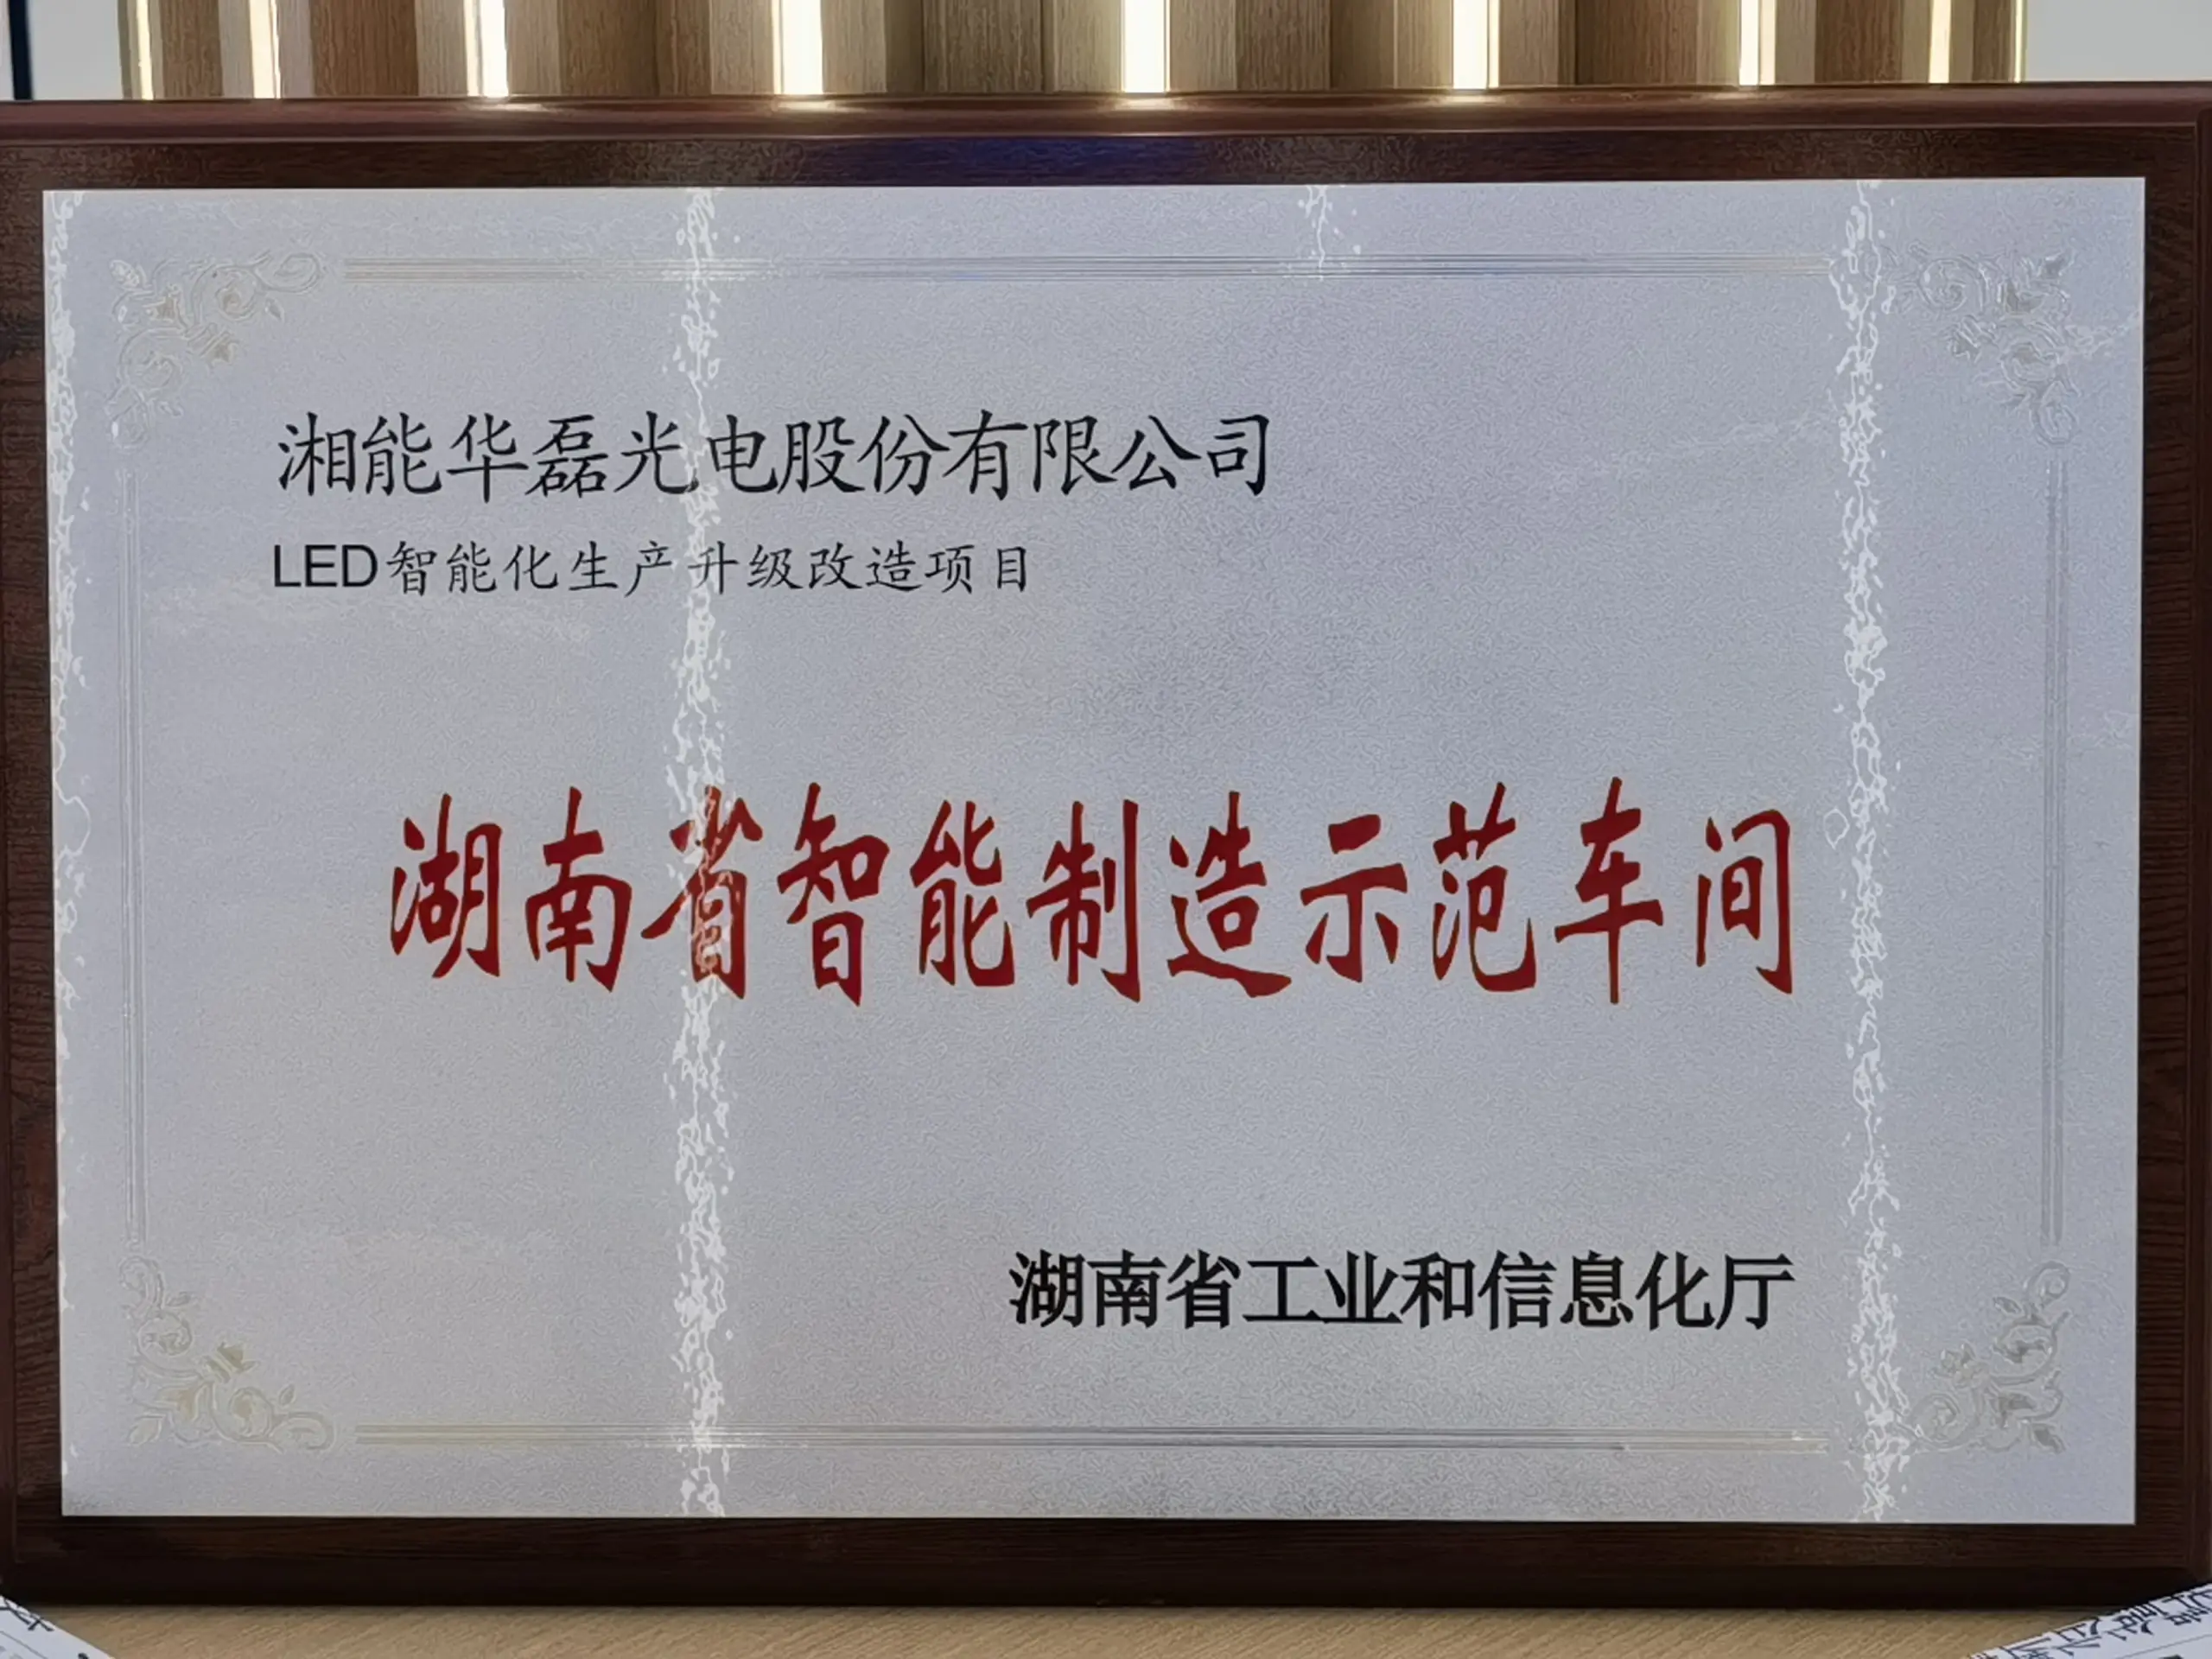 湘能华磊光电股份有限公司
LED智能化生产升级改造项目
湖南省智能制造示范车间
湖南省工业和信息化厅